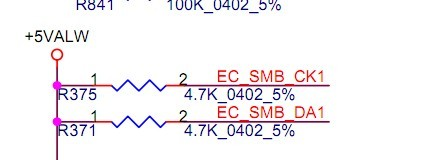 R841 100K_0402_5%
+5VALW
1 2 EC_SMB_CK1
R375 4.7K_0402_5%
1 2 EC_SMB_DA1
R371 4.7K_0402_5%